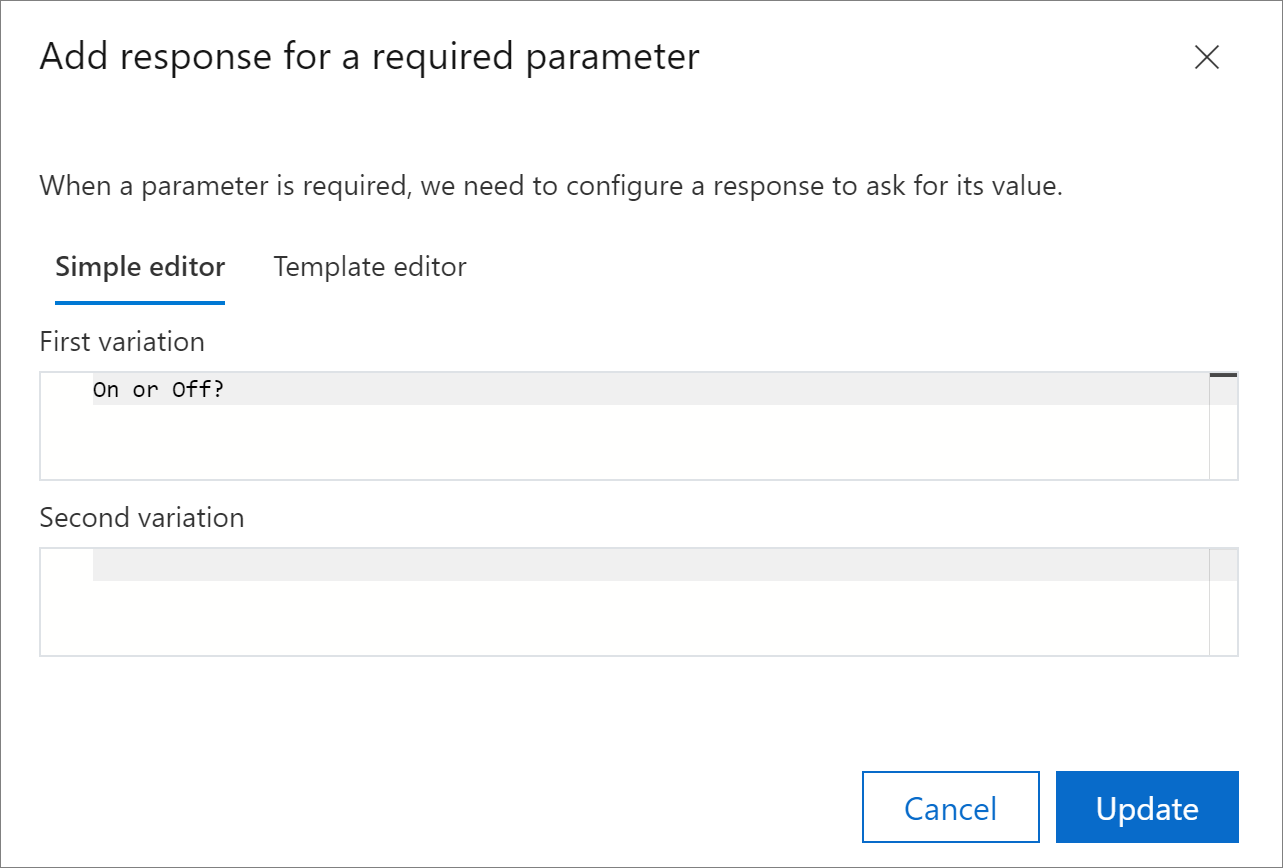 Add response for a required parameter
When a parameter is required, we need to configure a response to ask for its value.
Simple editor Template editor
First variation
On or Off?
Second variation
Cancel Update